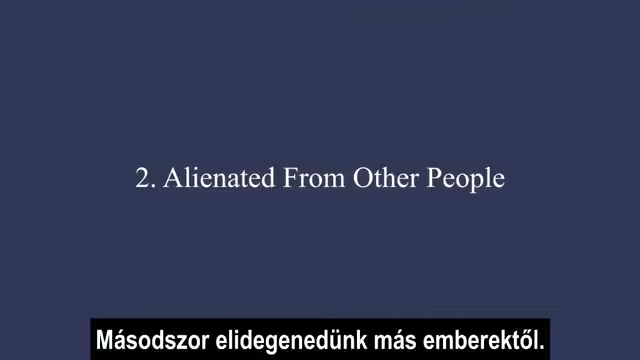 2. Alienated From Other People
Másodszor elidegenedünk más emberektől.